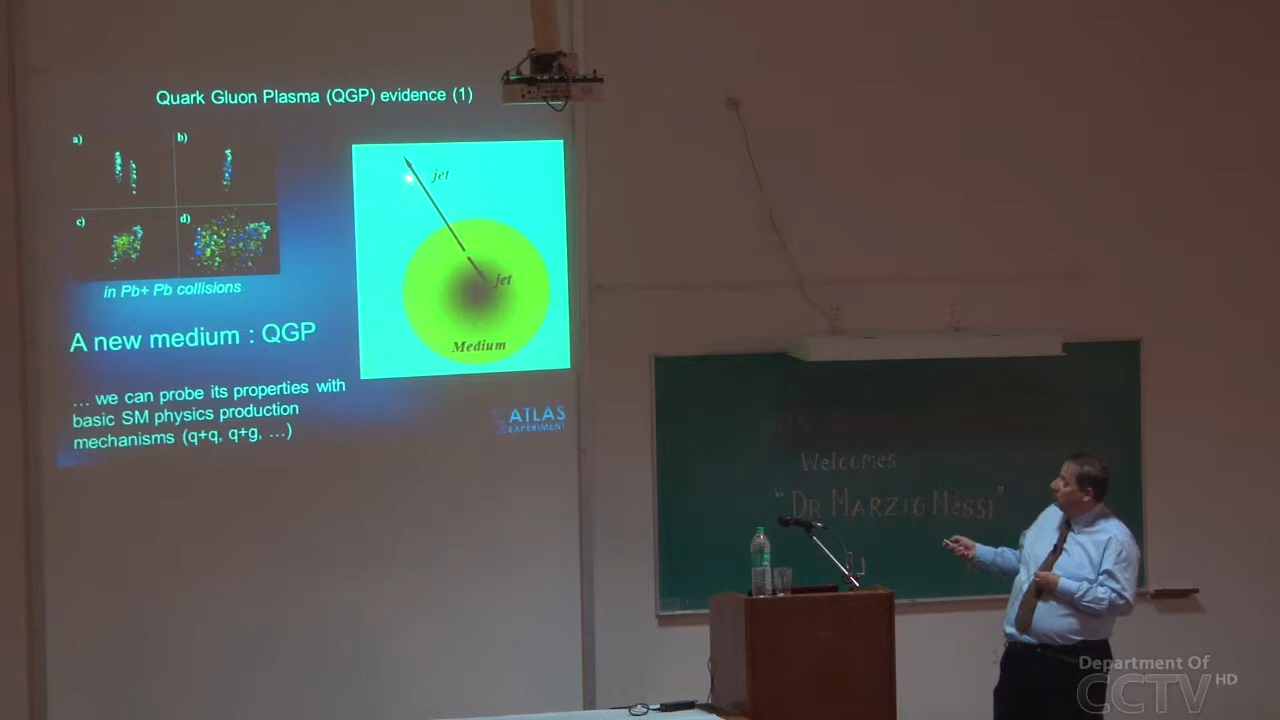 Quark Gluon Plasma (QGP) evidence (1)
a)
b)
c)
d)
in Pb+ Pb collisions
A new medium : QGP
… we can probe its properties with
basic SM physics production
mechanisms (q+q, q+g, …)
jet
jet
Medium
ATLAS
EXPERIMENT
Welcomes
"DR MARZIO NESSI"
Department Of
CCTV HD